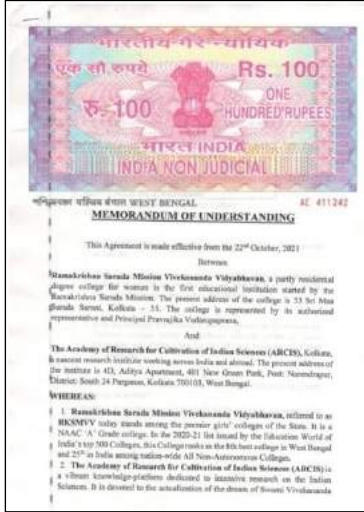 भारतीय गैर न्यायिक
एक सौ रुपये
Rs. 100
रु. 100
ONE
HUNDRED RUPEES
भारत INDIA
INDIA NON JUDICIAL
पश्चिम बंगाल WEST BENGAL
AE 411242
MEMORANDUM OF UNDERSTANDING
This Agreement is made effective from the 22nd October, 2021
Between
Ramakrishna Sarada Mission Vivekananda Vidyabhavan, a partly residential
degree college for women is the first educational institution started by the
Ramakrishna Sarada Mission. The present address of the college is 33 Sri Maa
Sarada Sarani, Kolkata - 55. The college is represented by its authorized
representative and Principal Pravrajika
And
The Academy of Research for Cultivation of Indian Sciences (ARCIS), Kolkata,
a nascent research institute working across India and abroad. The present address of
the institute is 4D, Aditya Apartment, 401 New Green Park, Post: Narendrapur,
District: South 24 Parganas, Kolkata 700103, West Bengal.
WHEREAS:
1. Ramakrishna Sarada Mission Vivekananda Vidyabhavan, referred to as
RKSMVV today stands among the premier girls' colleges of the State. It is a
NAAC 'A' Grade college. In the 2020-21 list issued by the Education World of
India's top 500 Colleges, this College ranks as the 8th best college in West Bengal
and 25th in India among nation-wide All Non-Autonomous Colleges.
2. The Academy of Research for Cultivation of Indian Sciences (ARCIS) is
a vibrant knowledge-platform dedicated to intensive research on the Indian
Sciences. It is devoted to the actualization of the dream of Swami Vivekananda